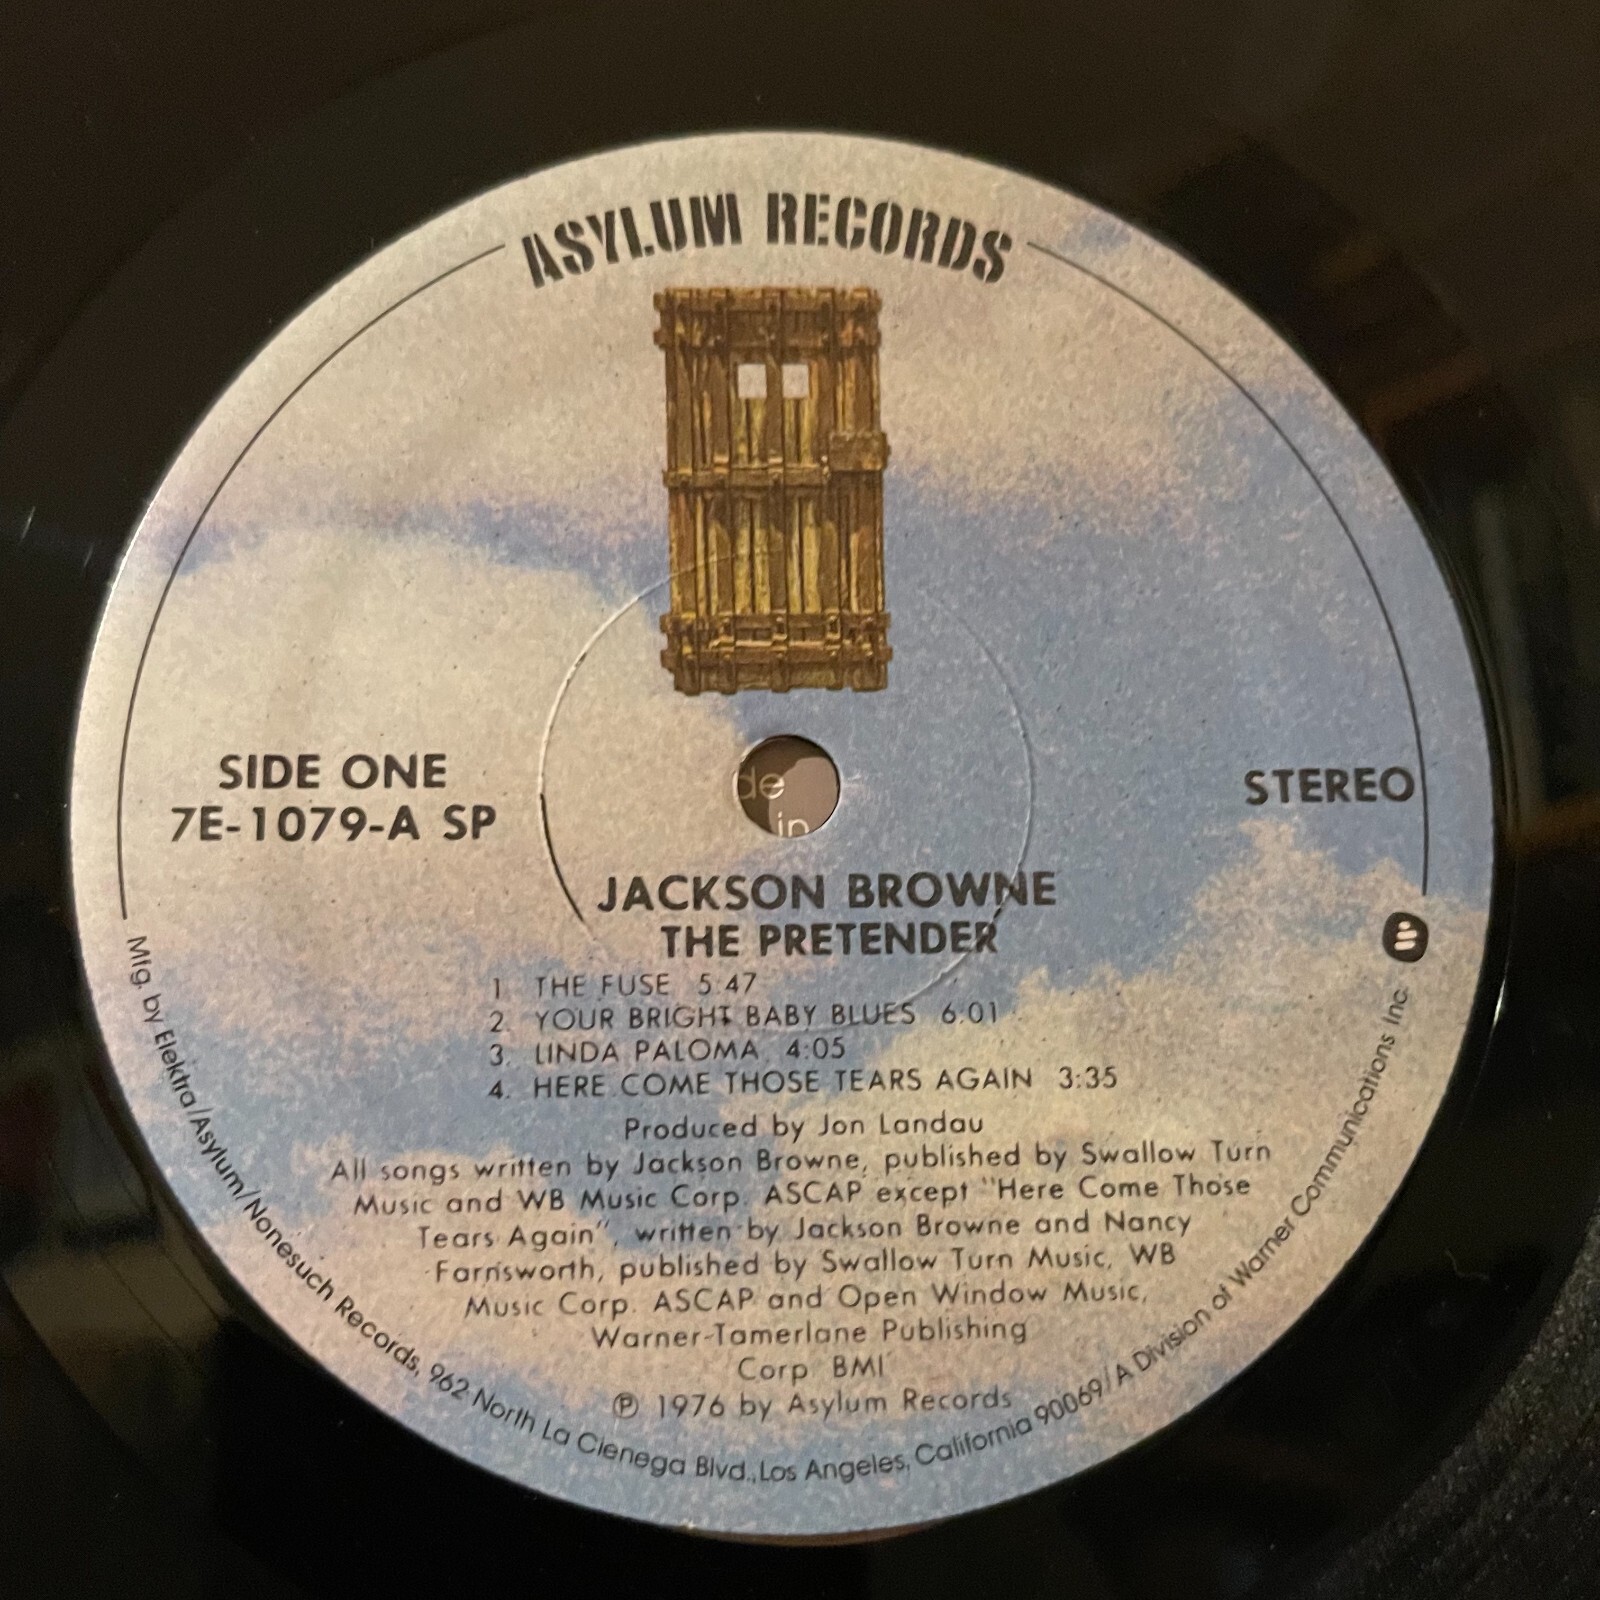 ASYLUM RECORDS
SIDE ONE
7E-1079-A SP
STEREO
de
in
JACKSON BROWNE
THE PRETENDER
1 THE FUSE 5:47
2. YOUR BRIGHT BABY BLUES 6:01
3. LINDA PALOMA 4:05
4. HERE COME THOSE TEARS AGAIN 3:35
Produced by Jon Landau
All songs written by Jackson Browne, published by Swallow Turn
Music and WB Music Corp. ASCAP except "Here Come Those
Tears Again", written by Jackson Browne and Nancy
Farnsworth, published by Swallow Turn Music, WB
Music Corp. ASCAP and Open Window Music,
Warner-Tamerlane Publishing
Corp. BMI
℗ 1976 by Asylum Records
Mfg. by Elektra/Asylum/Nonesuch Records, 962 North La Cienega Blvd., Los Angeles, California 90069/A Division of Warner Communications Inc.